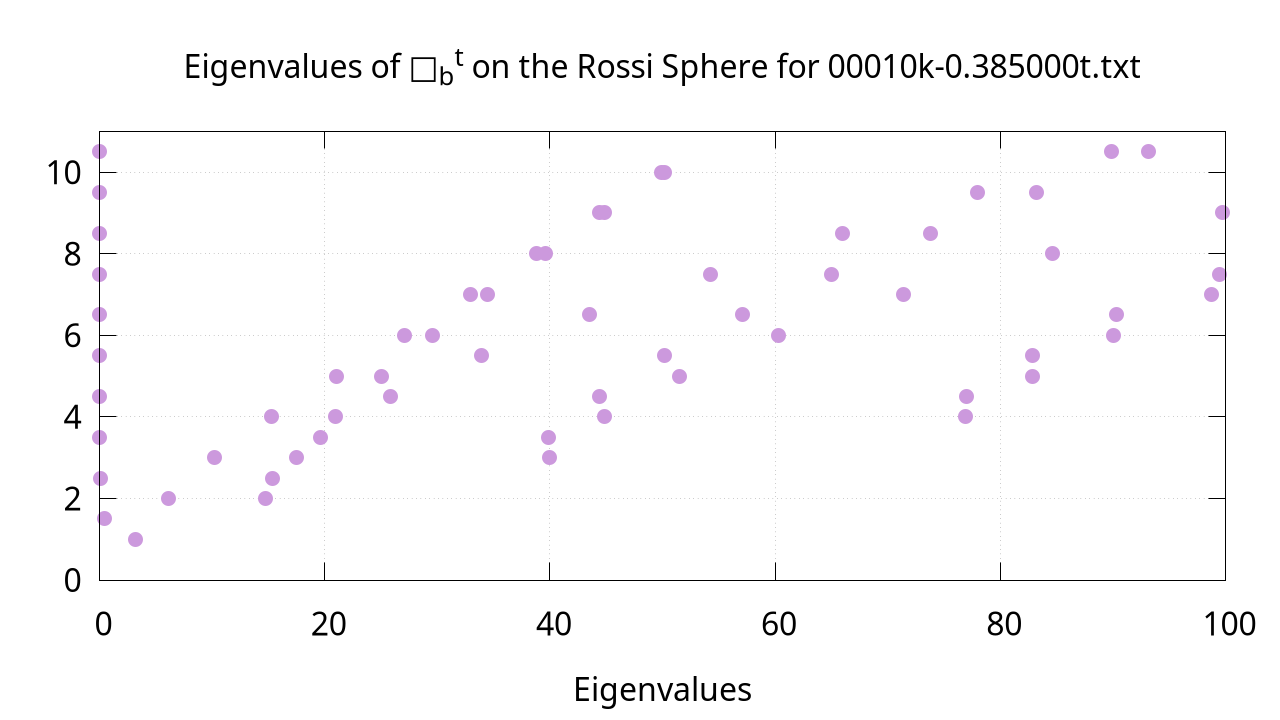 Eigenvalues of □_b^t on the Rossi Sphere for 00010k-0.385000t.txt
10
8
6
4
2
0
0 20 40 60 80 100
Eigenvalues